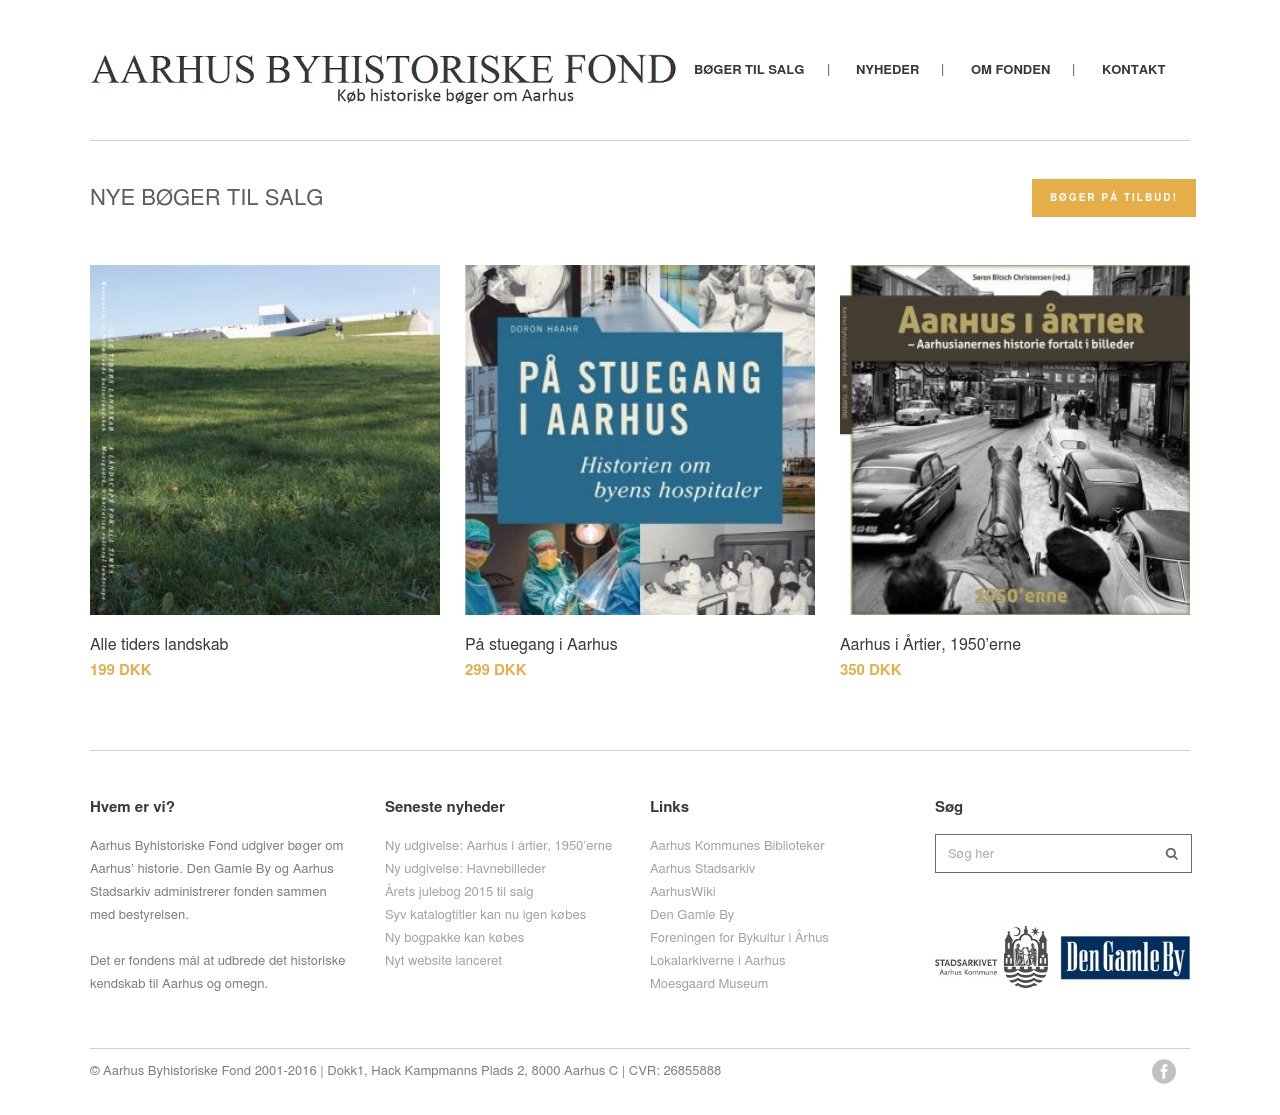 AARHUS BYHISTORISKE FOND
Køb historiske bøger om Aarhus
BØGER TIL SALG | NYHEDER | OM FONDEN | KONTAKT
NYE BØGER TIL SALG
BØGER PÅ TILBUD!
DORON HAAHR
PÅ STUEGANG
I AARHUS
Historien om
byens hospitaler
Søren Bitsch Christensen (red.)
AARHUS I ÅRTIER
– Aarhusianernes historie fortalt i billeder
1950'erne
Alle tiders landskab
199 DKK
På stuegang i Aarhus
299 DKK
Aarhus i Årtier, 1950’erne
350 DKK
Hvem er vi?
Aarhus Byhistoriske Fond udgiver bøger om
Aarhus’ historie. Den Gamle By og Aarhus
Stadsarkiv administrerer fonden sammen
med bestyrelsen.
Det er fondens mål at udbrede det historiske
kendskab til Aarhus og omegn.
Seneste nyheder
Ny udgivelse: Aarhus i årtier, 1950’erne
Ny udgivelse: Havnebilleder
Årets julebog 2015 til salg
Syv katalogtitler kan nu igen købes
Ny bogpakke kan købes
Nyt website lanceret
Links
Aarhus Kommunes Biblioteker
Aarhus Stadsarkiv
AarhusWiki
Den Gamle By
Foreningen for Bykultur i Århus
Lokalarkiverne i Aarhus
Moesgaard Museum
Søg
Søg her
STADSARKIVET
Aarhus Kommune
Den Gamle By
© Aarhus Byhistoriske Fond 2001-2016 | Dokk1, Hack Kampmanns Plads 2, 8000 Aarhus C | CVR: 26855888